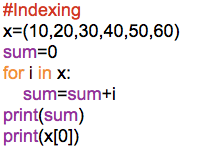 #Indexing
x=(10,20,30,40,50,60)
sum=0
for i in x:
    sum=sum+i
print(sum)
print(x[0])